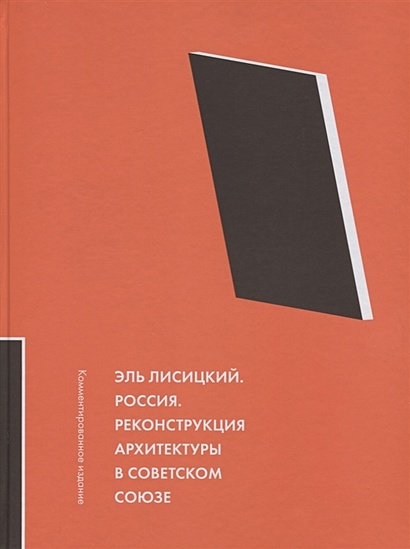 ЭЛЬ ЛИСИЦКИЙ.
РОССИЯ.
РЕКОНСТРУКЦИЯ
АРХИТЕКТУРЫ
В СОВЕТСКОМ
СОЮЗЕ
Комментированное издание